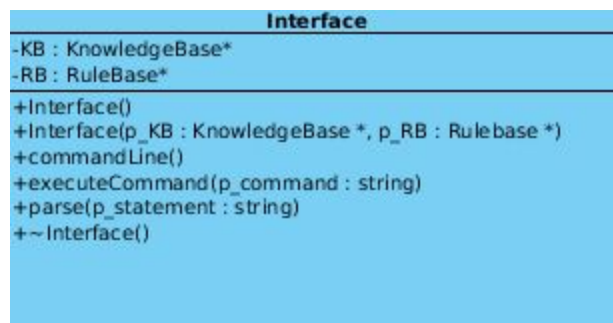 Interface
-KB : KnowledgeBase*
-RB : RuleBase*
+Interface()
+Interface(p_KB : KnowledgeBase *, p_RB : Rulebase *)
+commandLine()
+executeCommand(p_command : string)
+parse(p_statement : string)
+~Interface()